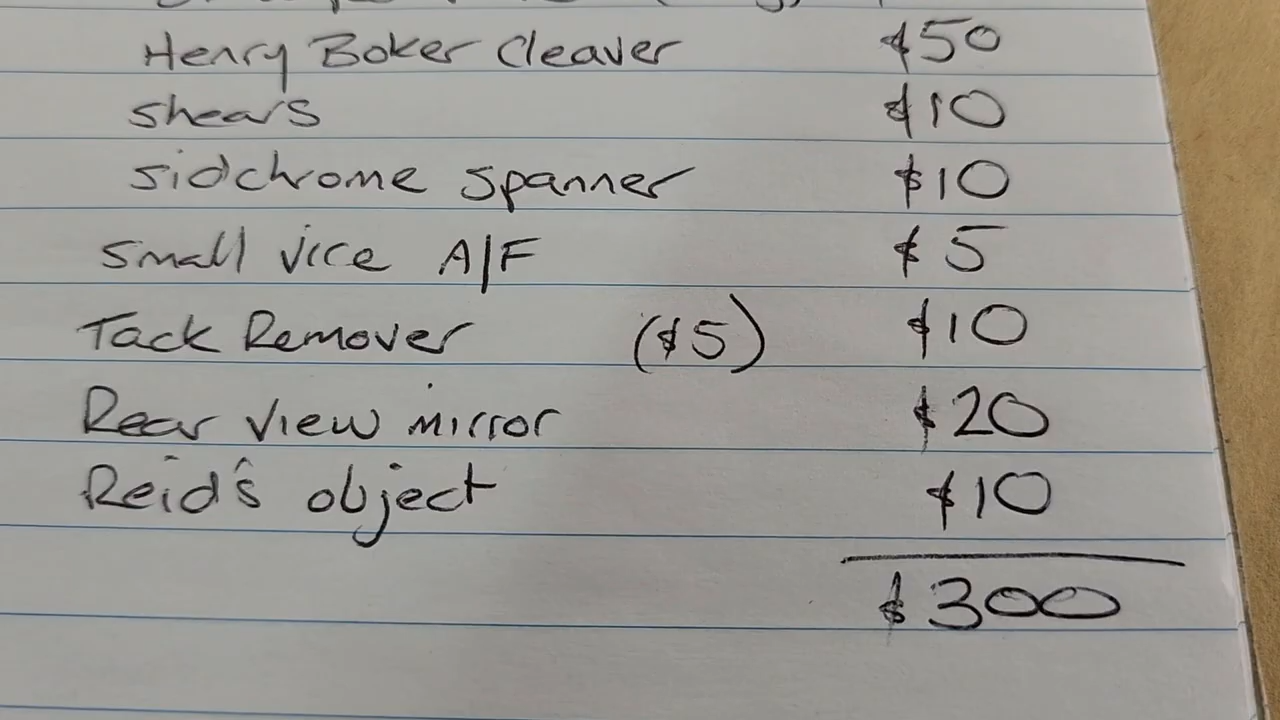 Henry Boker Cleaver $50
shears $10
sidchrome spanner $10
small vice A/F $5
Tack Remover ($5) $10
Rear view mirror $20
Reid's object $10
$300